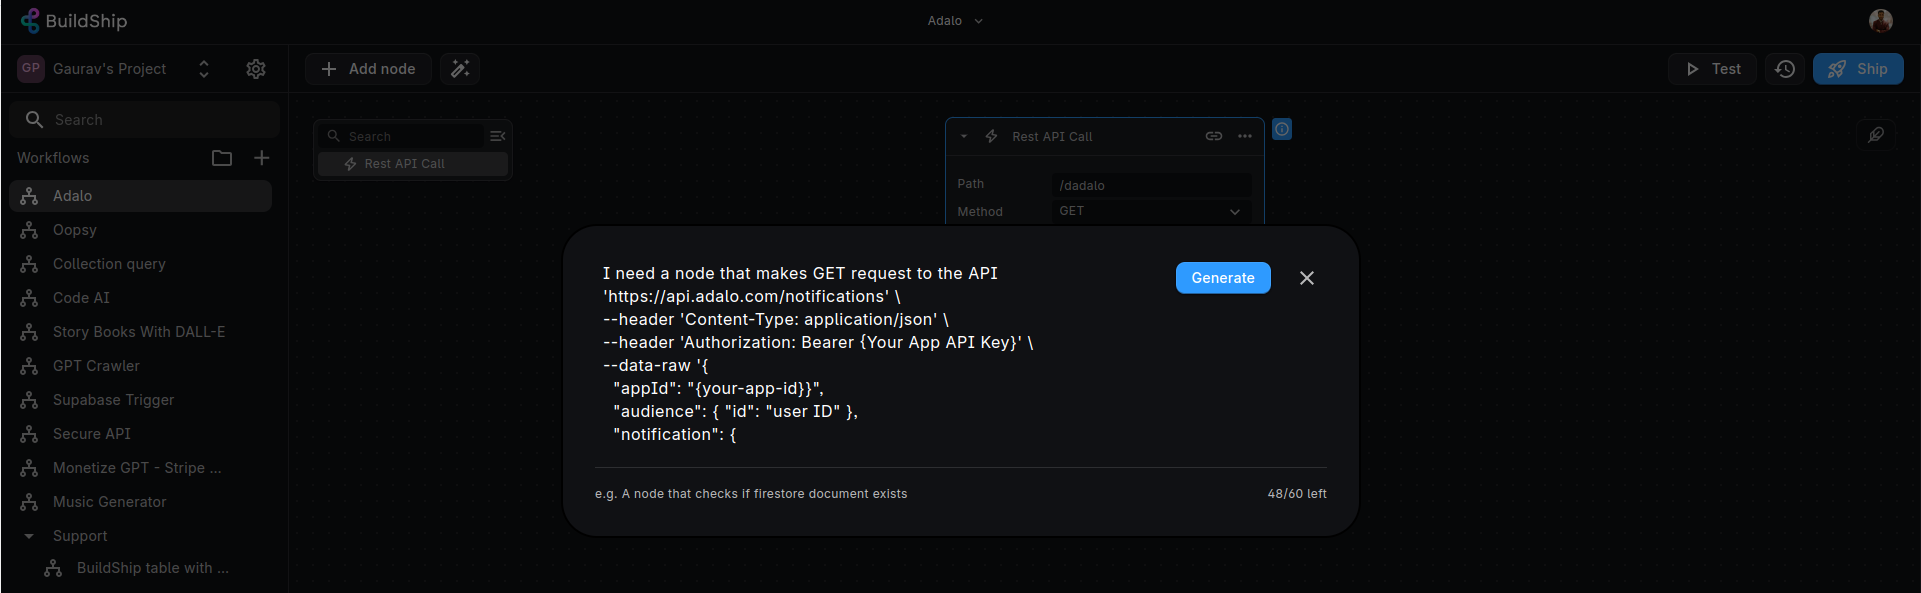 BuildShip
Adalo
GP Gaurav's Project
Add node
Test
Ship
Search
Workflows
Adalo
Oopsy
Collection query
Code AI
Story Books With DALL-E
GPT Crawler
Supabase Trigger
Secure API
Monetize GPT - Stripe ...
Music Generator
Support
BuildShip table with ...
Search
Rest API Call
Rest API Call
Path /dadalo
Method GET
I need a node that makes GET request to the API
'https://api.adalo.com/notifications' \
--header 'Content-Type: application/json' \
--header 'Authorization: Bearer {Your App API Key}' \
--data-raw '{
"appId": "{your-app-id}}",
"audience": { "id": "user ID" },
"notification": {
Generate
e.g. A node that checks if firestore document exists
48/60 left